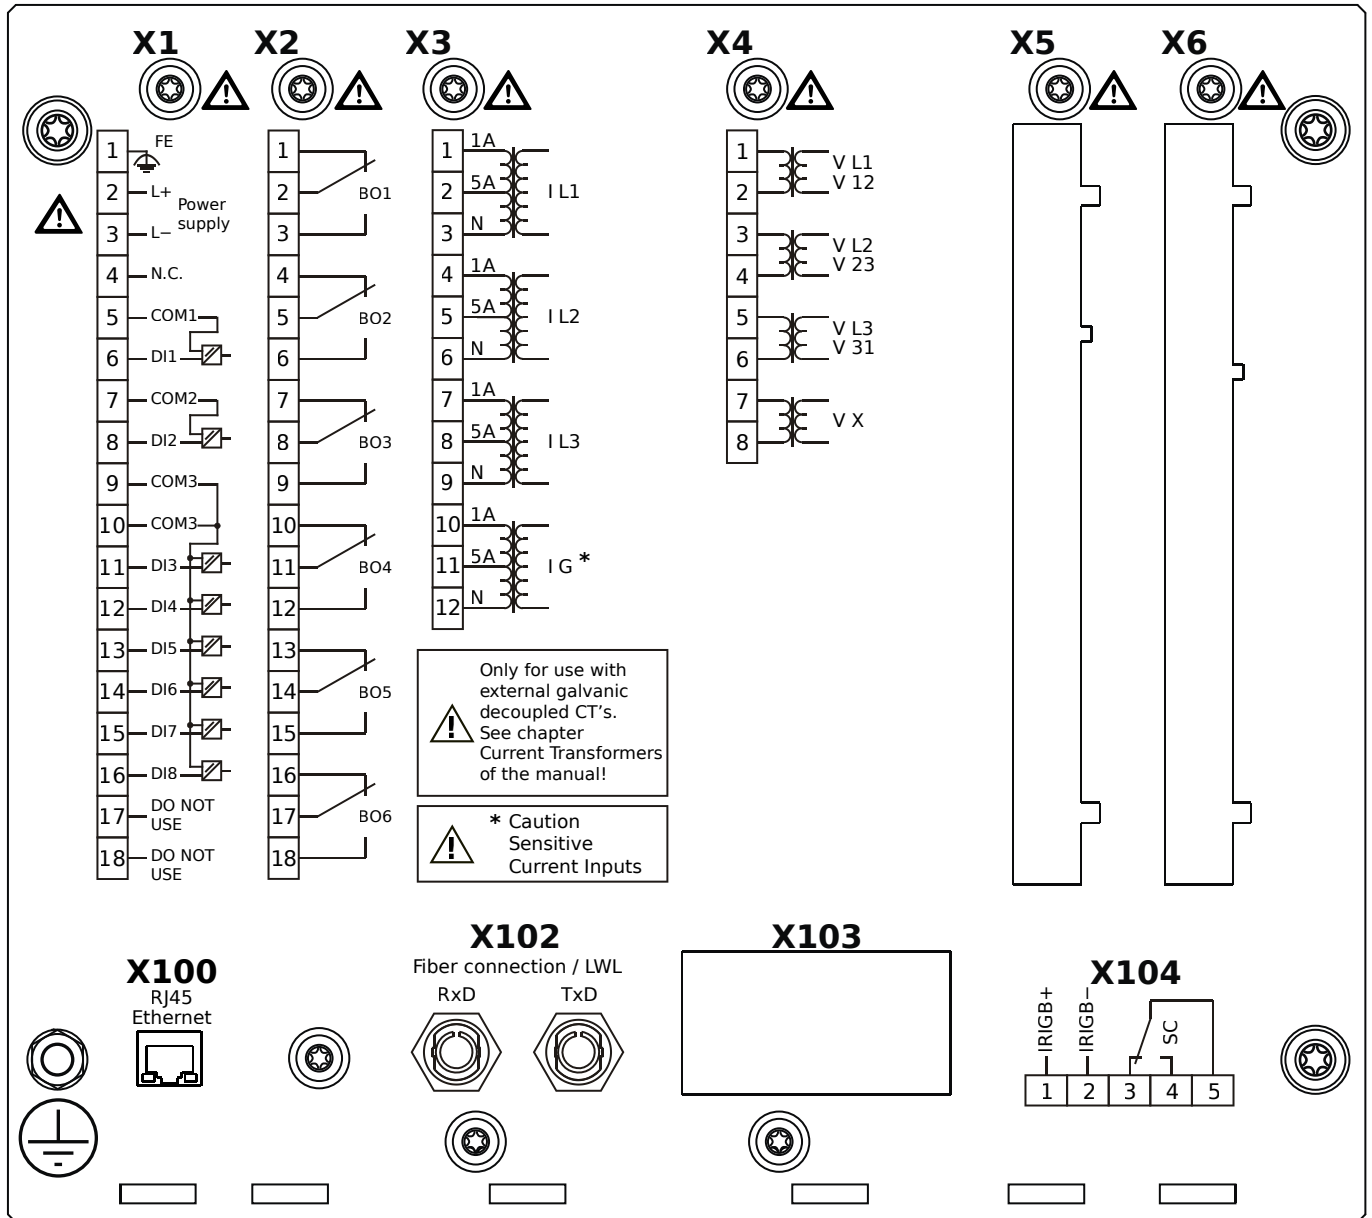 X1
X2
X3
X4
X5
X6
1
FE
2
L+
Power
supply
3
L−
4
N.C.
5
COM1
6
DI1
7
COM2
8
DI2
9
COM3
10
COM3
11
DI3
12
DI4
13
DI5
14
DI6
15
DI7
16
DI8
17
DO NOT
USE
18
DO NOT
USE
1
2
BO1
3
4
5
BO2
6
7
8
BO3
9
10
11
BO4
12
13
14
BO5
15
16
17
BO6
18
1
1A
2
5A
I L1
3
N
4
1A
5
5A
I L2
6
N
7
1A
8
5A
I L3
9
N
10
1A
11
5A
I G *
12
N
Only for use with
external galvanic
decoupled CT's.
See chapter
Current Transformers
of the manual!
* Caution
Sensitive
Current Inputs
1
V L1
2
V 12
3
V L2
4
V 23
5
V L3
6
V 31
7
V X
8
X100
RJ45
Ethernet
X102
Fiber connection / LWL
RxD
TxD
X103
X104
IRIGB+
IRIGB−
SC
1
2
3
4
5